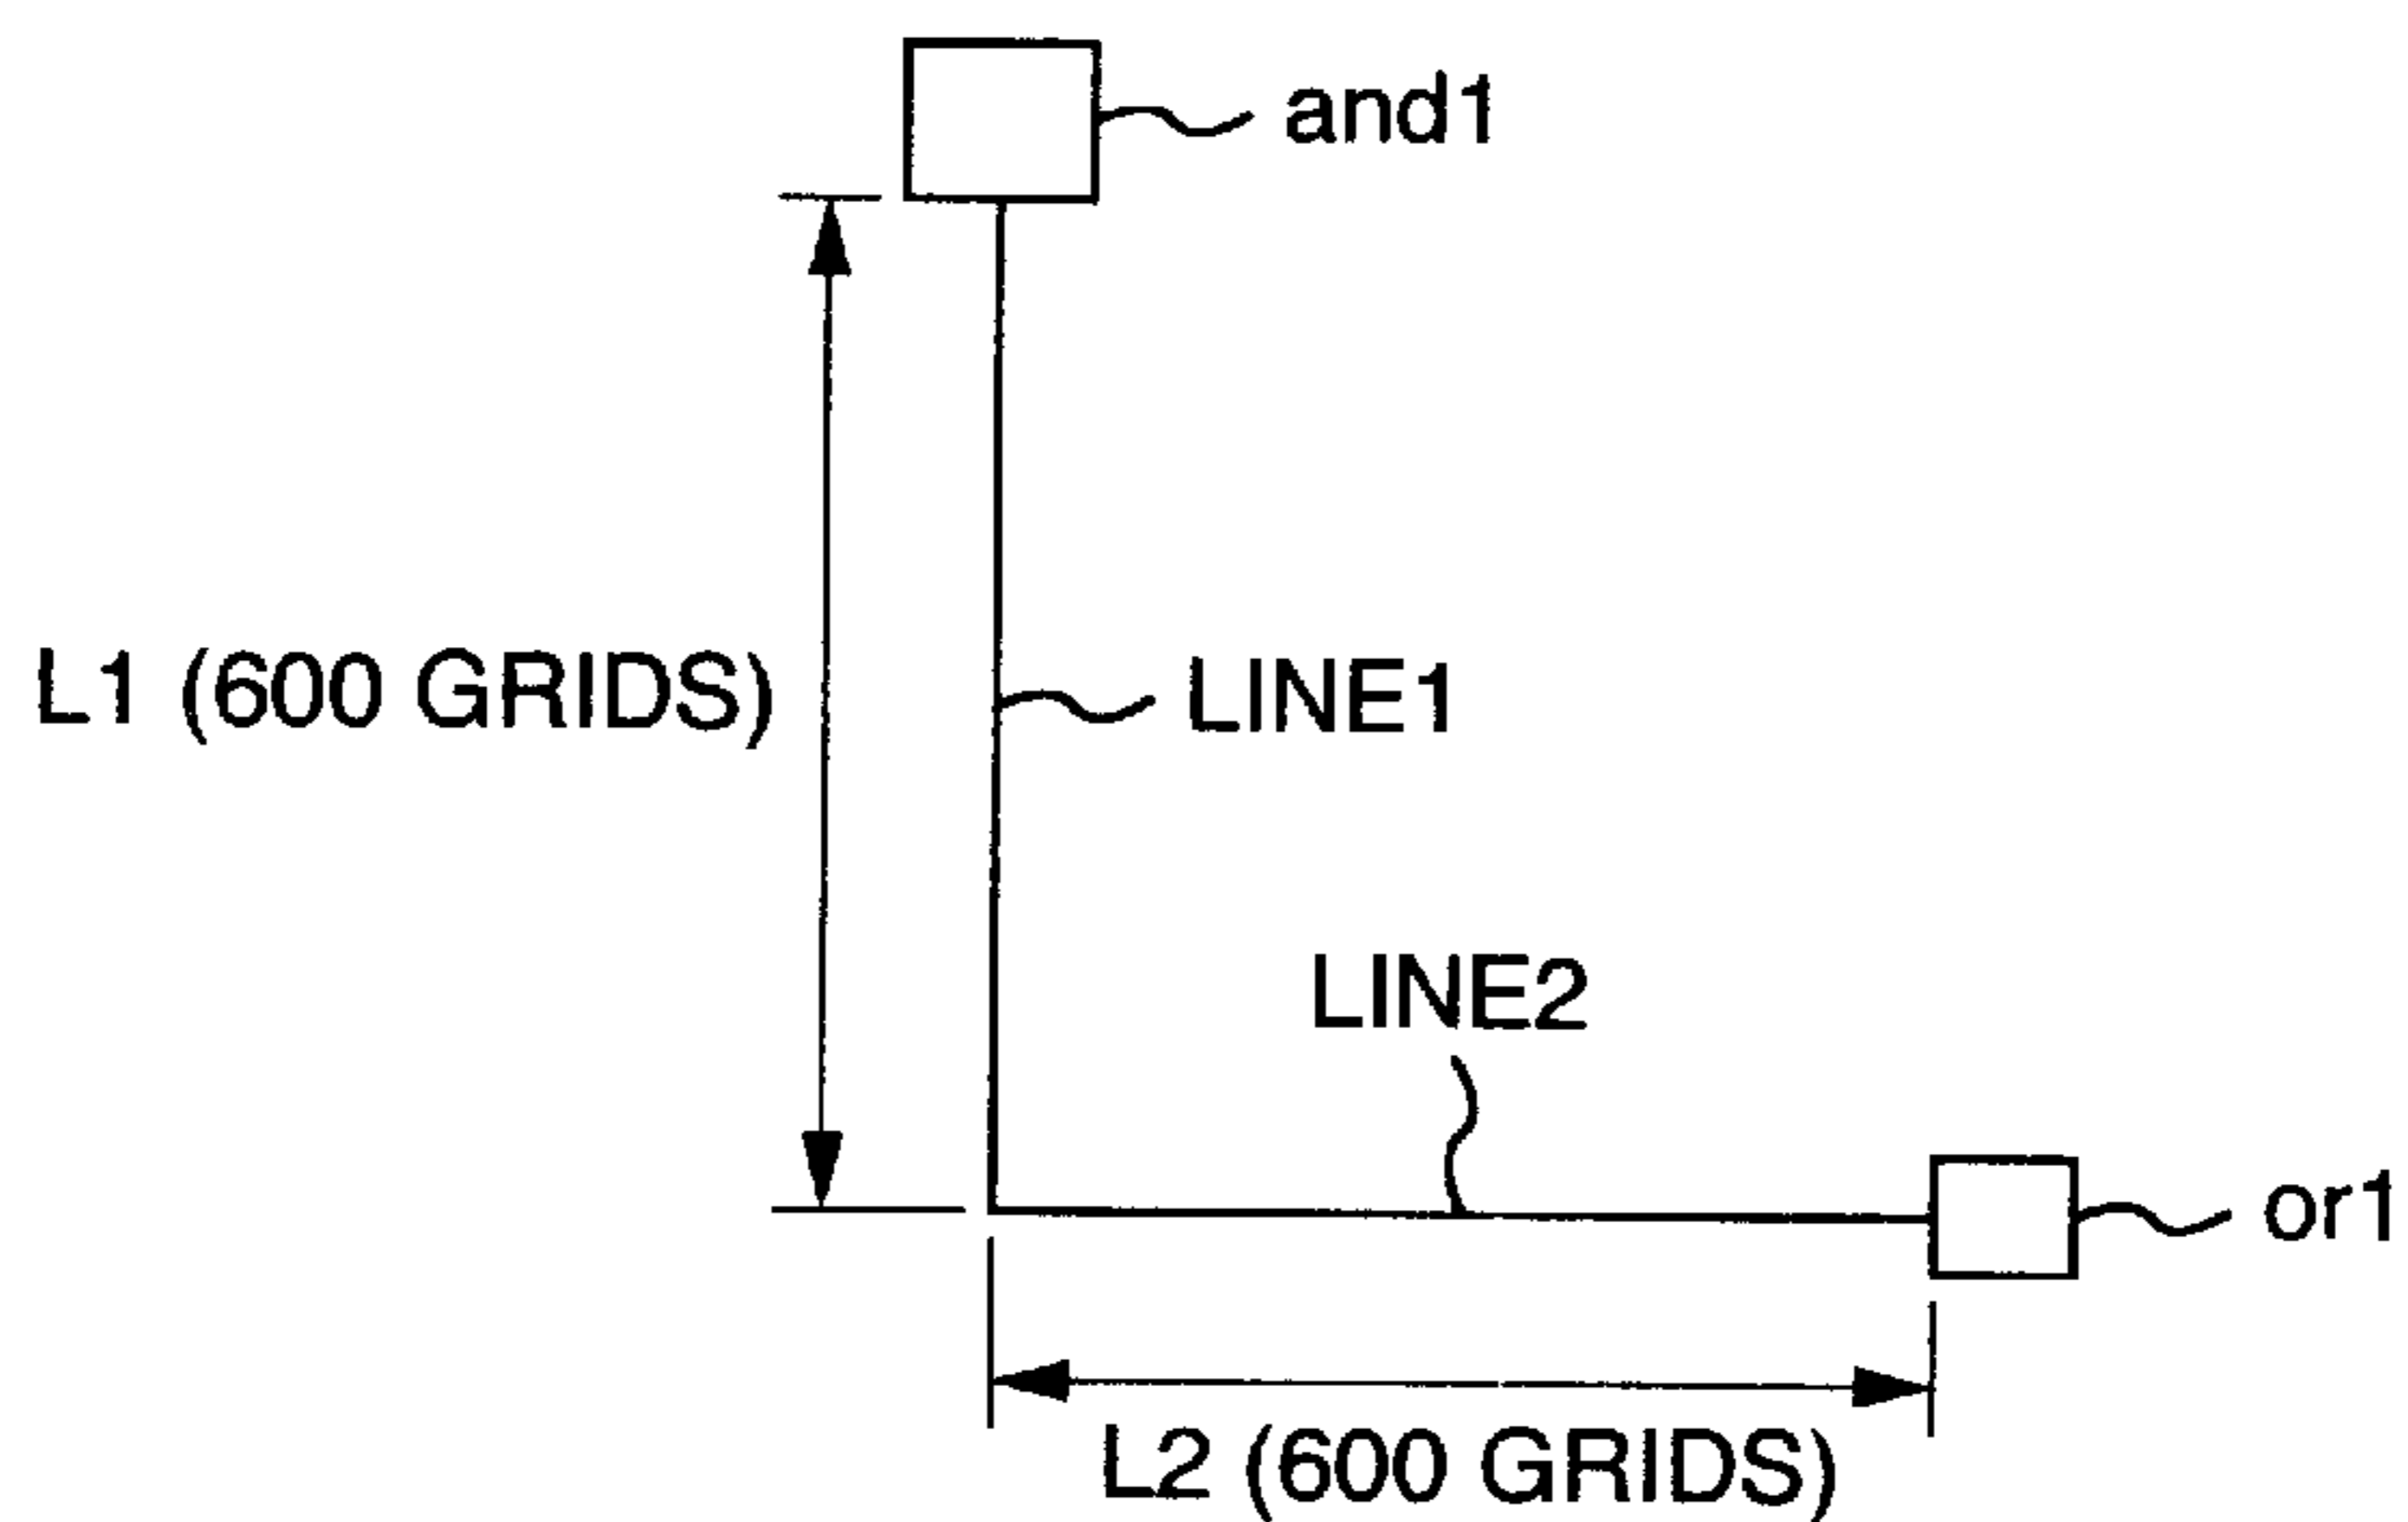 and1
L1 (600 GRIDS)
LINE1
LINE2
or1
L2 (600 GRIDS)